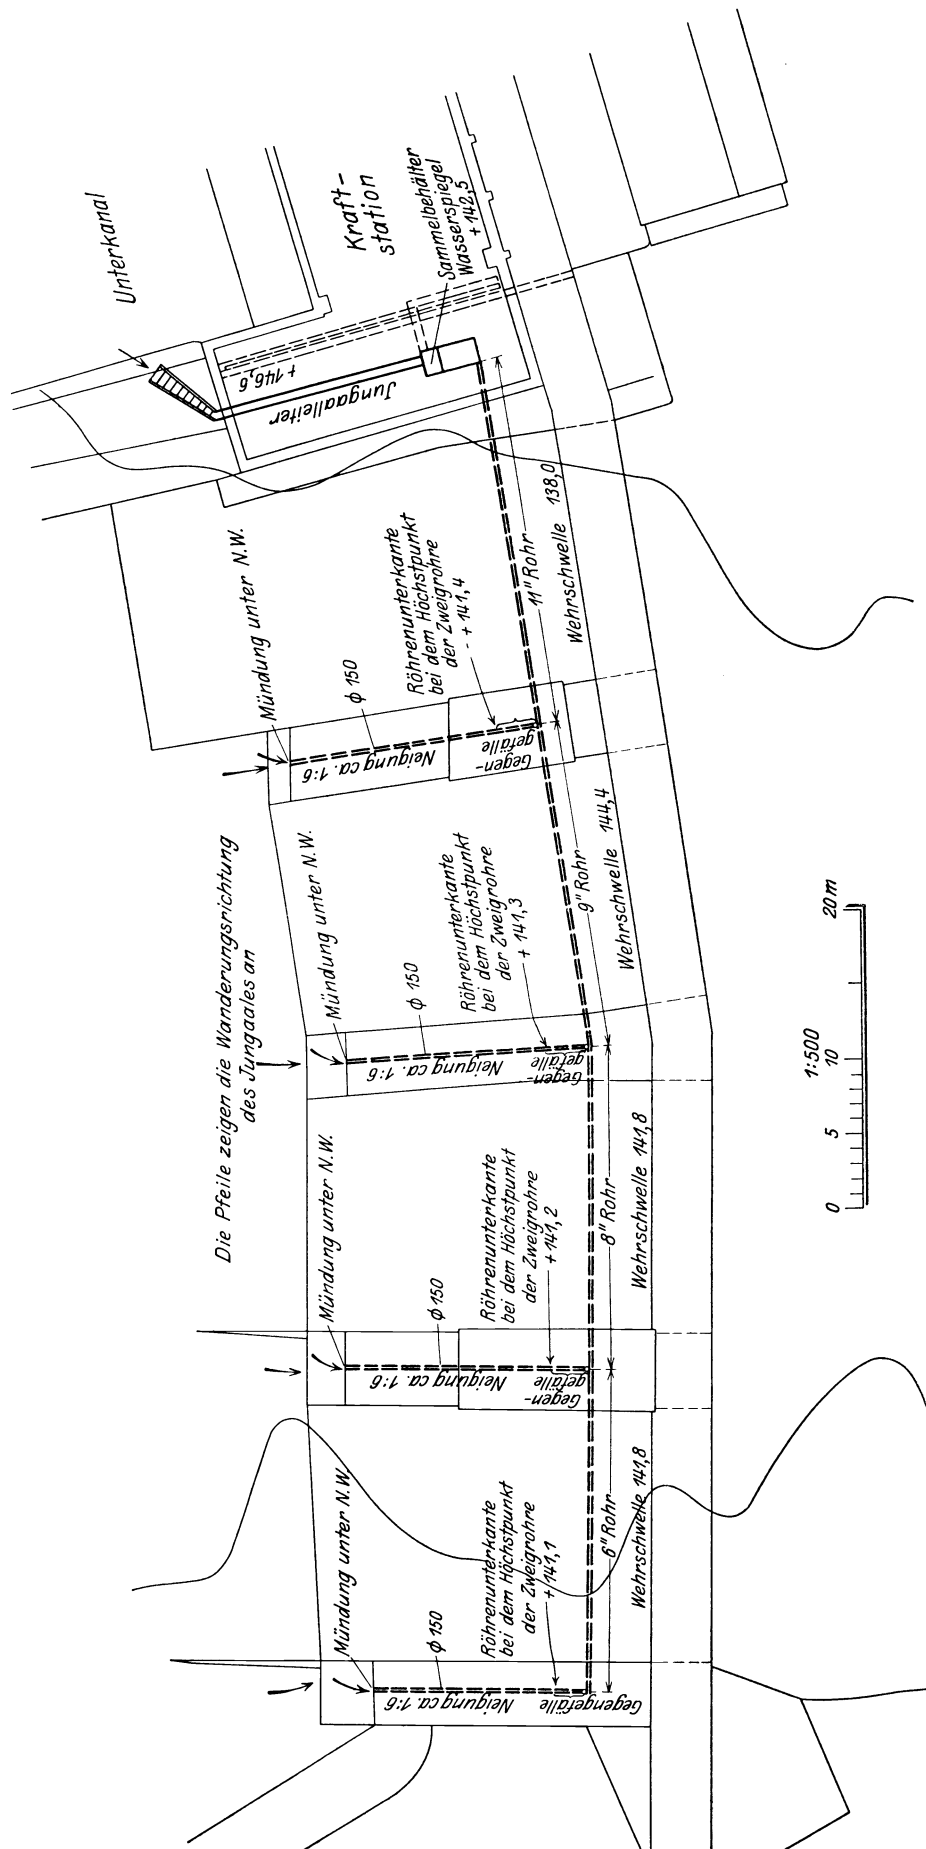 Unterkanal
Kraft-
station
Sammelbehälter
Wasserspiegel
+ 142,5
+ 146,6
Jungaalleiter
Mündung unter N.W.
Röhrenunterkante
bei dem Höchstpunkt
der Zweigrohre
- + 141,4
ϕ 150
Neigung ca. 1:6
Gegen-
gefälle
11" Rohr
Wehrschwelle 138,0
Die Pfeile zeigen die Wanderungsrichtung
des Jungaales an
Mündung unter N.W.
Röhrenunterkante
bei dem Höchstpunkt
der Zweigrohre
+ 141,3
ϕ 150
Neigung ca. 1:6
Gegen-
gefälle
9" Rohr
Wehrschwelle 144,4
Mündung unter N.W.
Röhrenunterkante
bei dem Höchstpunkt
der Zweigrohre
+ 141,2
ϕ 150
Neigung ca. 1:6
Gegen-
gefälle
8" Rohr
Wehrschwelle 141,8
Mündung unter N.W.
Röhrenunterkante
bei dem Höchstpunkt
der Zweigrohre
+ 141,1
ϕ 150
Neigung ca. 1:6
Gegengefälle
6" Rohr
Wehrschwelle 141,8
1:500
0 5 10 20 m